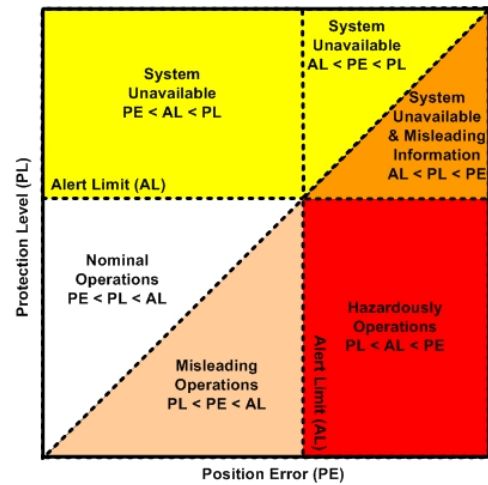 System
Unavailable
PE < AL < PL
System
Unavailable
AL < PE < PL
System
Unavailable
& Misleading
Information
AL < PL < PE
Protection Level (PL)
Alert Limit (AL)
Nominal
Operations
PE < PL < AL
Misleading
Operations
PL < PE < AL
Alert Limit (AL)
Hazardously
Operations
PL < AL < PE
Position Error (PE)